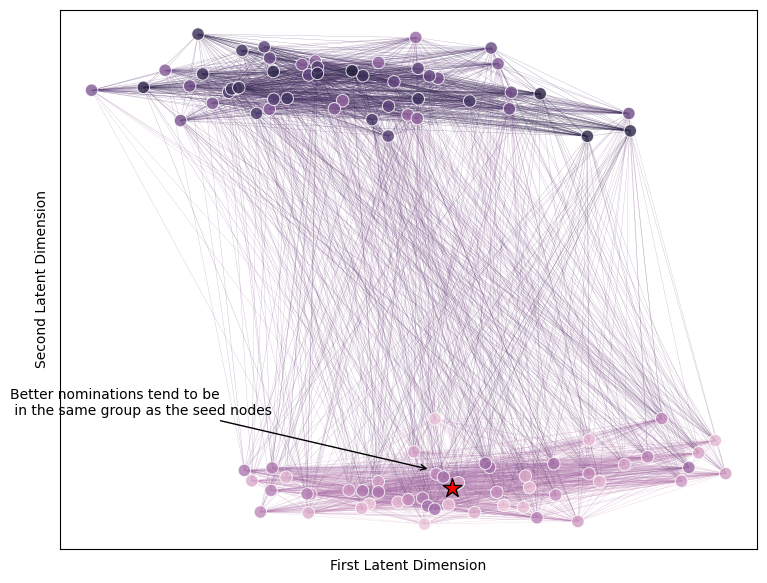 Second Latent Dimension
Better nominations tend to be
in the same group as the seed nodes
First Latent Dimension